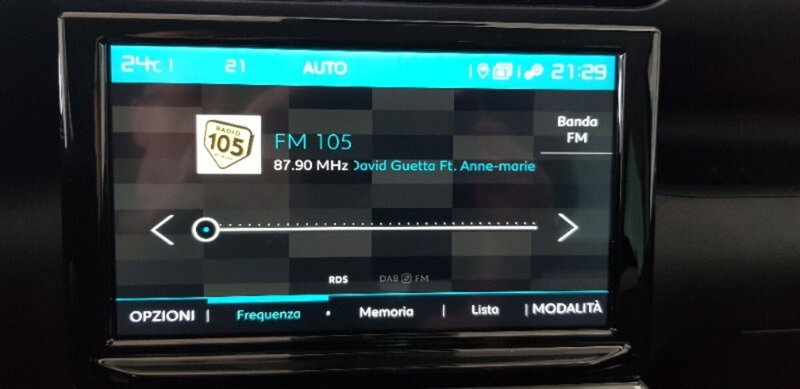 24°C | 21 AUTO 21:29
Banda
FM
RADIO
105
FM 105
87.90 MHz David Guetta Ft. Anne-marie
RDS DAB FM
OPZIONI | Frequenza • Memoria | Lista | MODALITÀ